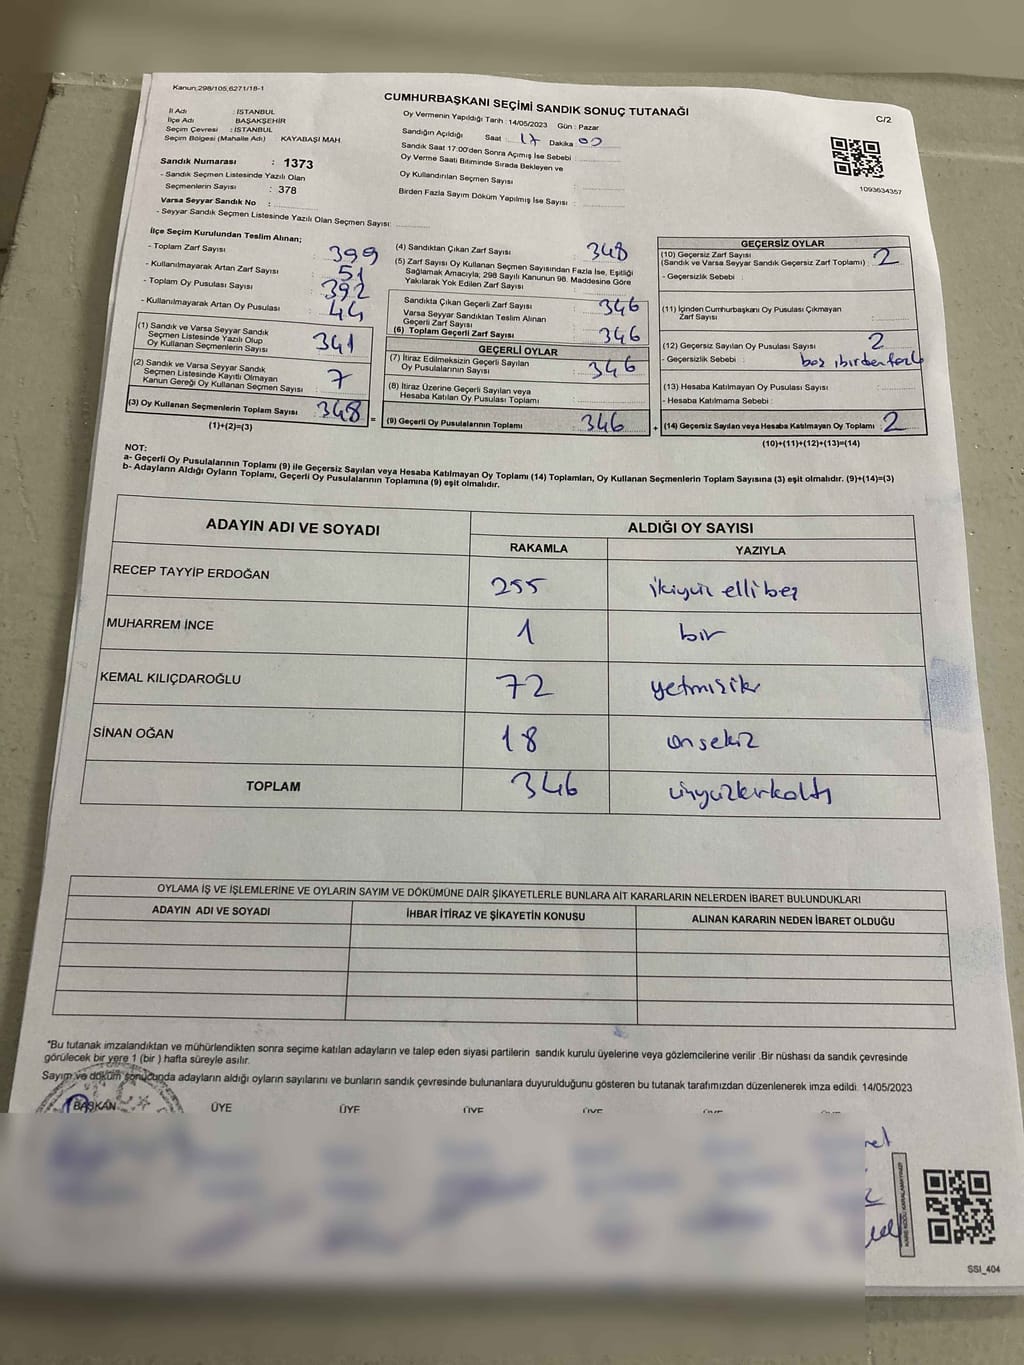 Kanun,298/105,6271/18-1
CUMHURBAŞKANI SEÇİMİ SANDIK SONUÇ TUTANAĞI
C/2
İl Adı : İSTANBUL
İlçe Adı : BAŞAKŞEHİR
Seçim Çevresi : İSTANBUL
Seçim Bölgesi (Mahalle Adı) KAYABAŞI MAH
Sandık Numarası : 1373
- Sandık Seçmen Listesinde Yazılı Olan
Seçmenlerin Sayısı : 378
Varsa Seyyar Sandık No :
- Seyyar Sandık Seçmen Listesinde Yazılı Olan Seçmen Sayısı
Oy Vermenin Yapıldığı Tarih : 14/05/2023 Gün : Pazar
Sandığın Açıldığı Saat : 17 Dakika 00
Sandık Saat 17:00'den Sonra Açımış İse Sebebi :
Oy Verme Saati Bitiminde Sırada Bekleyen ve
Oy Kullandırılan Seçmen Sayısı :
Birden Fazla Sayım Döküm Yapılmış İse Sayısı :
1093634357
İlçe Seçim Kurulundan Teslim Alınan;
- Toplam Zarf Sayısı : 399
- Kullanılmayarak Artan Zarf Sayısı : 51
- Toplam Oy Pusulası Sayısı : 392
- Kullanılmayarak Artan Oy Pusulası : 44
(1) Sandık ve Varsa Seyyar Sandık
Seçmen Listesinde Yazılı Olup
Oy Kullanan Seçmenlerin Sayısı : 341
(2) Sandık ve Varsa Seyyar Sandık
Seçmen Listesinde Kayıtlı Olmayan
Kanun Gereği Oy Kullanan Seçmen Sayısı : 7
(3) Oy Kullanan Seçmenlerin Toplam Sayısı : 348 =
(1)+(2)=(3)
(4) Sandıktan Çıkan Zarf Sayısı : 348
(5) Zarf Sayısı Oy Kullanan Seçmen Sayısından Fazla İse, Eşitliği
Sağlamak Amacıyla; 298 Sayılı Kanunun 98. Maddesine Göre
Yakılarak Yok Edilen Zarf Sayısı :
Sandıkta Çıkan Geçerli Zarf Sayısı : 346
Varsa Seyyar Sandıktan Teslim Alınan
Geçerli Zarf Sayısı :
(6) Toplam Geçerli Zarf Sayısı : 346
GEÇERLİ OYLAR
(7) İtiraz Edilmeksizin Geçerli Sayılan
Oy Pusulalarının Sayısı : 346
(8) İtiraz Üzerine Geçerli Sayılan veya
Hesaba Katılan Oy Pusulası Toplamı :
(9) Geçerli Oy Pusulalarının Toplamı : 346 +
GEÇERSİZ OYLAR
(10) Geçersiz Zarf Sayısı
(Sandık ve Varsa Seyyar Sandık Geçersiz Zarf Toplamı) : 2
- Geçersizlik Sebebi :
(11) İçinden Cumhurbaşkanı Oy Pusulası Çıkmayan
Zarf Sayısı :
(12) Geçersiz Sayılan Oy Pusulası Sayısı : 2
- Geçersizlik Sebebi : boş, birden fazla
(13) Hesaba Katılmayan Oy Pusulası Sayısı :
- Hesaba Katılmama Sebebi :
(14) Geçersiz Sayılan veya Hesaba Katılmayan Oy Toplamı : 2
(10)+(11)+(12)+(13)=(14)
NOT:
a- Geçerli Oy Pusulalarının Toplamı (9) ile Geçersiz Sayılan veya Hesaba Katılmayan Oy Toplamı (14) Toplamları, Oy Kullanan Seçmenlerin Toplam Sayısına (3) eşit olmalıdır. (9)+(14)=(3)
b- Adayların Aldığı Oyların Toplamı, Geçerli Oy Pusulalarının Toplamına (9) eşit olmalıdır.
ADAYIN ADI VE SOYADI ALDIĞI OY SAYISI
RAKAMLA YAZIYLA
RECEP TAYYİP ERDOĞAN 255 ikiyüz ellibeş
MUHARREM İNCE 1 bir
KEMAL KILIÇDAROĞLU 72 yetmişiki
SİNAN OĞAN 18 onsekiz
TOPLAM 346 üçyüzkırkaltı
OYLAMA İŞ VE İŞLEMLERİNE VE OYLARIN SAYIM VE DÖKÜMÜNE DAİR ŞİKAYETLERLE BUNLARA AİT KARARLARIN NELERDEN İBARET BULUNDUKLARI
ADAYIN ADI VE SOYADI İHBAR İTİRAZ VE ŞİKAYETİN KONUSU ALINAN KARARIN NEDEN İBARET OLDUĞU
*Bu tutanak imzalandıktan ve mühürlendikten sonra seçime katılan adayların ve talep eden siyasi partilerin sandık kurulu üyelerine veya gözlemcilerine verilir .Bir nüshası da sandık çevresinde
görülecek bir yere 1 (bir ) hafta süreyle asılır.
Sayım ve döküm sonucunda adayların aldığı oyların sayılarını ve bunların sandık çevresinde bulunanlara duyurulduğunu gösteren bu tutanak tarafımızdan düzenlenerek imza edildi. 14/05/2023
BAŞKAN ÜYE ÜYE ÜYE ÜYE ÜYE ÜYE
KARE KODU KARALAMAYINIZ!
SSI_404